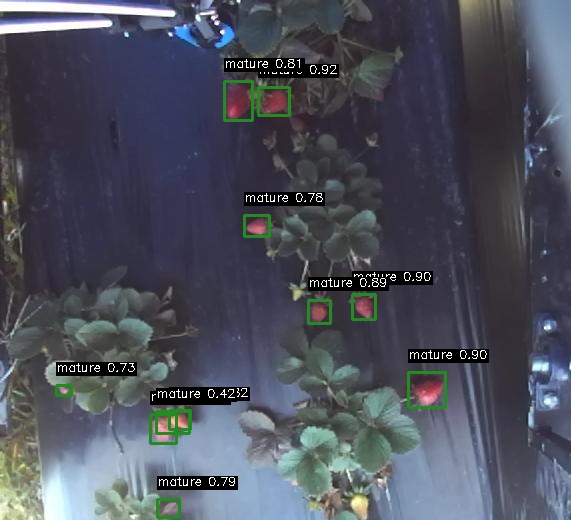 mature 0.81
mature 0.92
mature 0.78
mature 0.89
mature 0.90
mature 0.90
mature 0.73
mature 0.42
mature 0.79